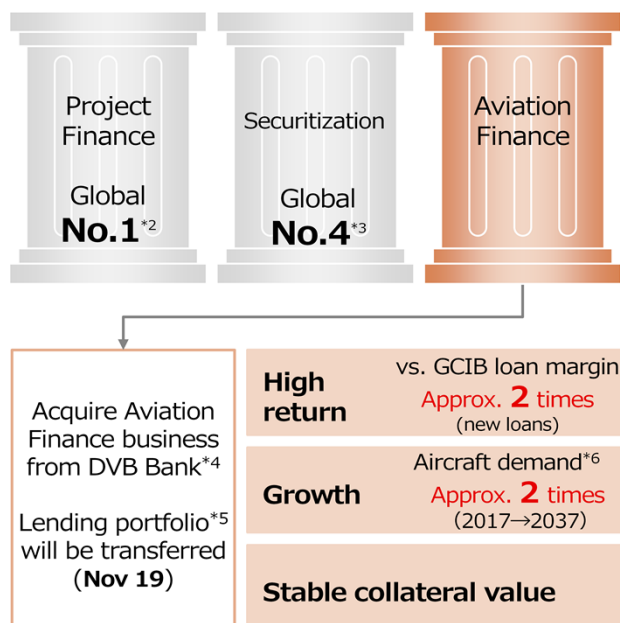 Project
Finance
Global
No.1*2
Securitization
Global
No.4*3
Aviation
Finance
Acquire Aviation
Finance business
from DVB Bank*4
Lending portfolio*5
will be transferred
(Nov 19)
High
return
vs. GCIB loan margin
Approx. 2 times
(new loans)
Growth
Aircraft demand*6
Approx. 2 times
(2017→2037)
Stable collateral value